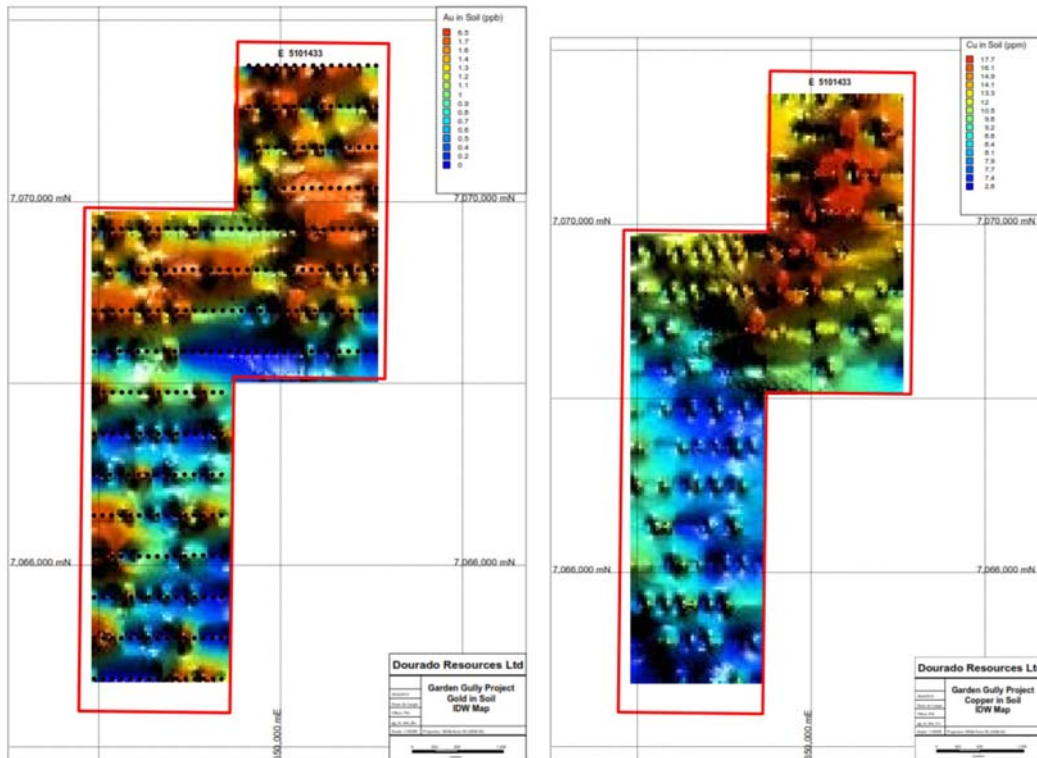 Au in Soil (ppb)
6.5
1.7
1.6
1.4
1.3
1.2
1.1
1
0.9
0.8
0.7
0.6
0.5
0.4
0.2
0
E 5101433
7,070,000 mN
7,070,000 mN
7,066,000 mN
7,066,000 mN
Dourado Resources Ltd
Garden Gully Project
Gold in Soil
IDW Map
Cu in Soil (ppm)
17.7
16.1
14.9
14.1
13.3
12
10.5
9.8
9.2
8.8
8.4
8.1
7.9
7.7
7.4
2.8
E 5101433
7,070,000 mN
7,070,000 mN
7,066,000 mN
7,066,000 mN
Dourado Resources
Garden Gully Project
Copper in Soil
IDW Map